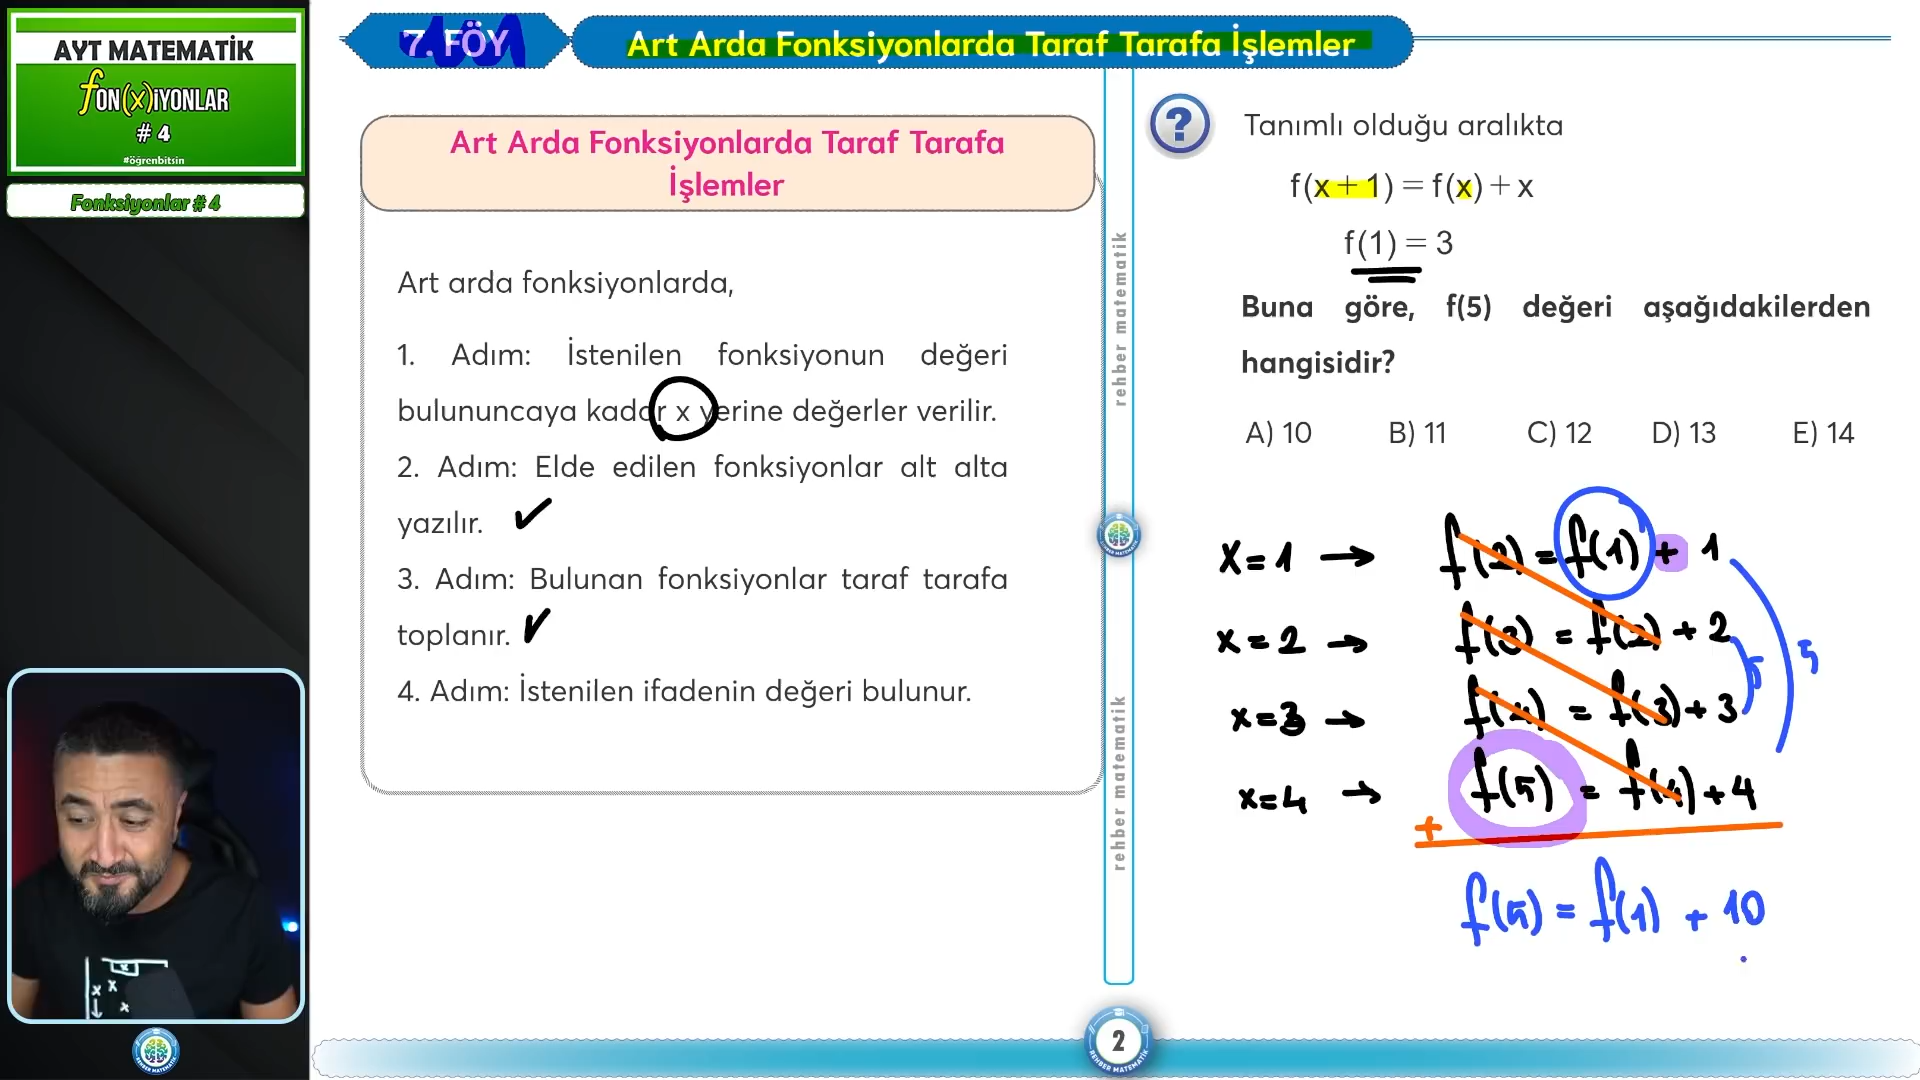 AYT MATEMATİK
fON(X)İYONLAR
# 4
#öğrenbitsin
Fonksiyonlar # 4
7. FÖY
Art Arda Fonksiyonlarda Taraf Tarafa İşlemler
Art Arda Fonksiyonlarda Taraf Tarafa
İşlemler
Art arda fonksiyonlarda,
1. Adım: İstenilen fonksiyonun değeri
bulununcaya kadar x yerine değerler verilir.
2. Adım: Elde edilen fonksiyonlar alt alta
yazılır. ✓
3. Adım: Bulunan fonksiyonlar taraf tarafa
toplanır. ✓
4. Adım: İstenilen ifadenin değeri bulunur.
rehber matematik
rehber matematik
?
Tanımlı olduğu aralıkta
f(x + 1) = f(x) + x
f(1) = 3
Buna göre, f(5) değeri aşağıdakilerden
hangisidir?
A) 10 B) 11 C) 12 D) 13 E) 14
x=1 → f(2) = f(1) + 1
x=2 → f(3) = f(2) + 2
x=3 → f(4) = f(3) + 3
x=4 → f(5) = f(4) + 4
5
5
+
f(5) = f(1) + 10
2
REHBER MATEMATİK